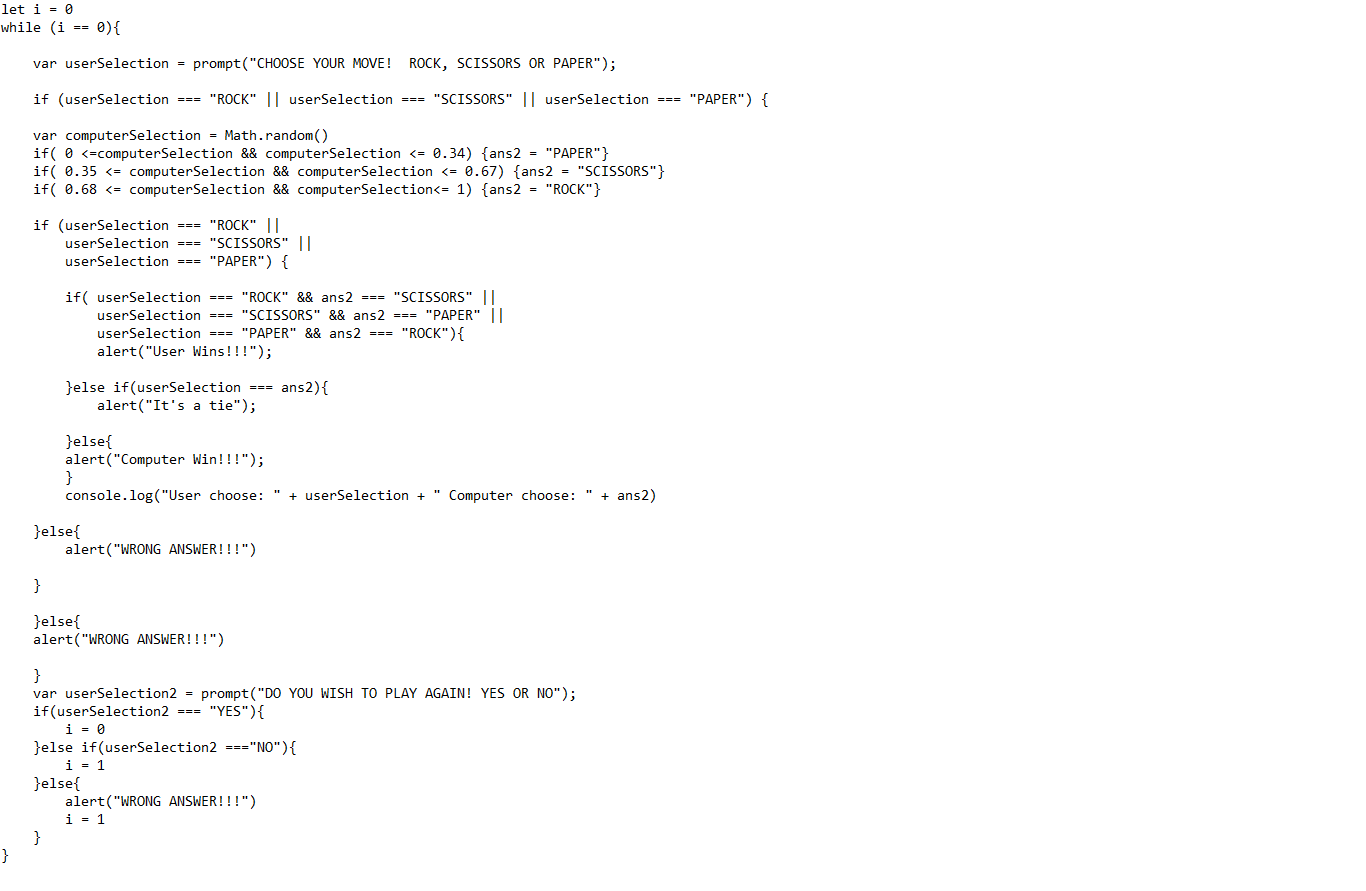 let i = 0
while (i == 0){
    var userSelection = prompt("CHOOSE YOUR MOVE!  ROCK, SCISSORS OR PAPER");
    if (userSelection === "ROCK" || userSelection === "SCISSORS" || userSelection === "PAPER") {
    var computerSelection = Math.random()
    if( 0 <=computerSelection && computerSelection <= 0.34) {ans2 = "PAPER"}
    if( 0.35 <= computerSelection && computerSelection <= 0.67) {ans2 = "SCISSORS"}
    if( 0.68 <= computerSelection && computerSelection<= 1) {ans2 = "ROCK"}
    if (userSelection === "ROCK" ||
        userSelection === "SCISSORS" ||
        userSelection === "PAPER") {
        if( userSelection === "ROCK" && ans2 === "SCISSORS" ||
            userSelection === "SCISSORS" && ans2 === "PAPER" ||
            userSelection === "PAPER" && ans2 === "ROCK"){
            alert("User Wins!!!");
        }else if(userSelection === ans2){
            alert("It's a tie");
        }else{
        alert("Computer Win!!!");
        }
        console.log("User choose: " + userSelection + " Computer choose: " + ans2)
    }else{
        alert("WRONG ANSWER!!!")
    }
    }else{
    alert("WRONG ANSWER!!!")
    }
    var userSelection2 = prompt("DO YOU WISH TO PLAY AGAIN! YES OR NO");
    if(userSelection2 === "YES"){
        i = 0
    }else if(userSelection2 ==="NO"){
        i = 1
    }else{
        alert("WRONG ANSWER!!!")
        i = 1
    }
}